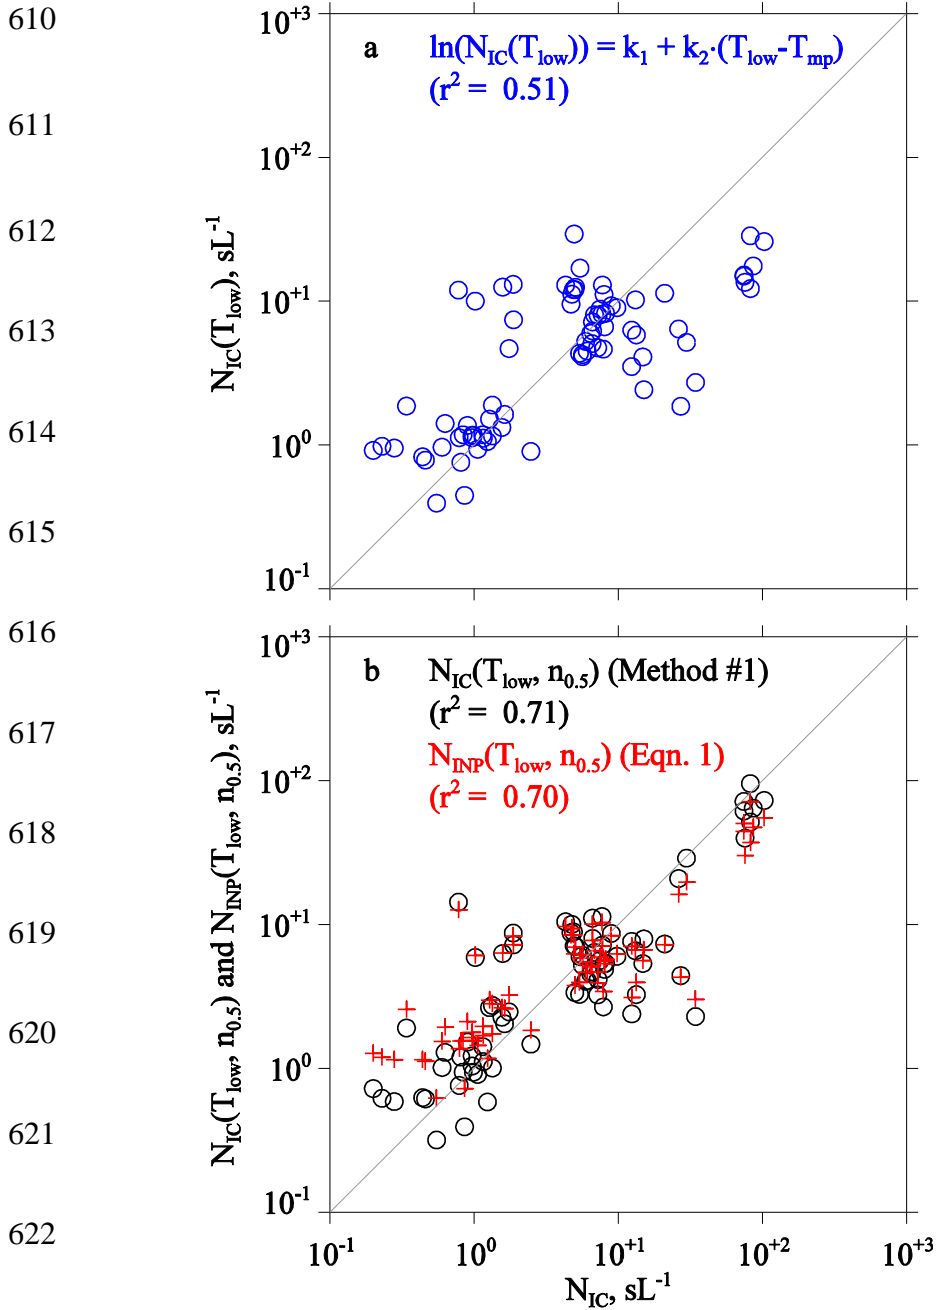 610
611
612
613
614
615
616
617
618
619
620
621
622
10+3
10+2
10+1
100
10-1
NIC(Tlow), sL-1
a
ln(NIC(Tlow)) = k1 + k2·(Tlow-Tmp)
(r2 = 0.51)
10+3
10+2
10+1
100
10-1
NIC(Tlow, n0.5) and NINP(Tlow, n0.5), sL-1
b
NIC(Tlow, n0.5) (Method #1)
(r2 = 0.71)
NINP(Tlow, n0.5) (Eqn. 1)
(r2 = 0.70)
10-1 100 10+1 10+2 10+3
NIC, sL-1